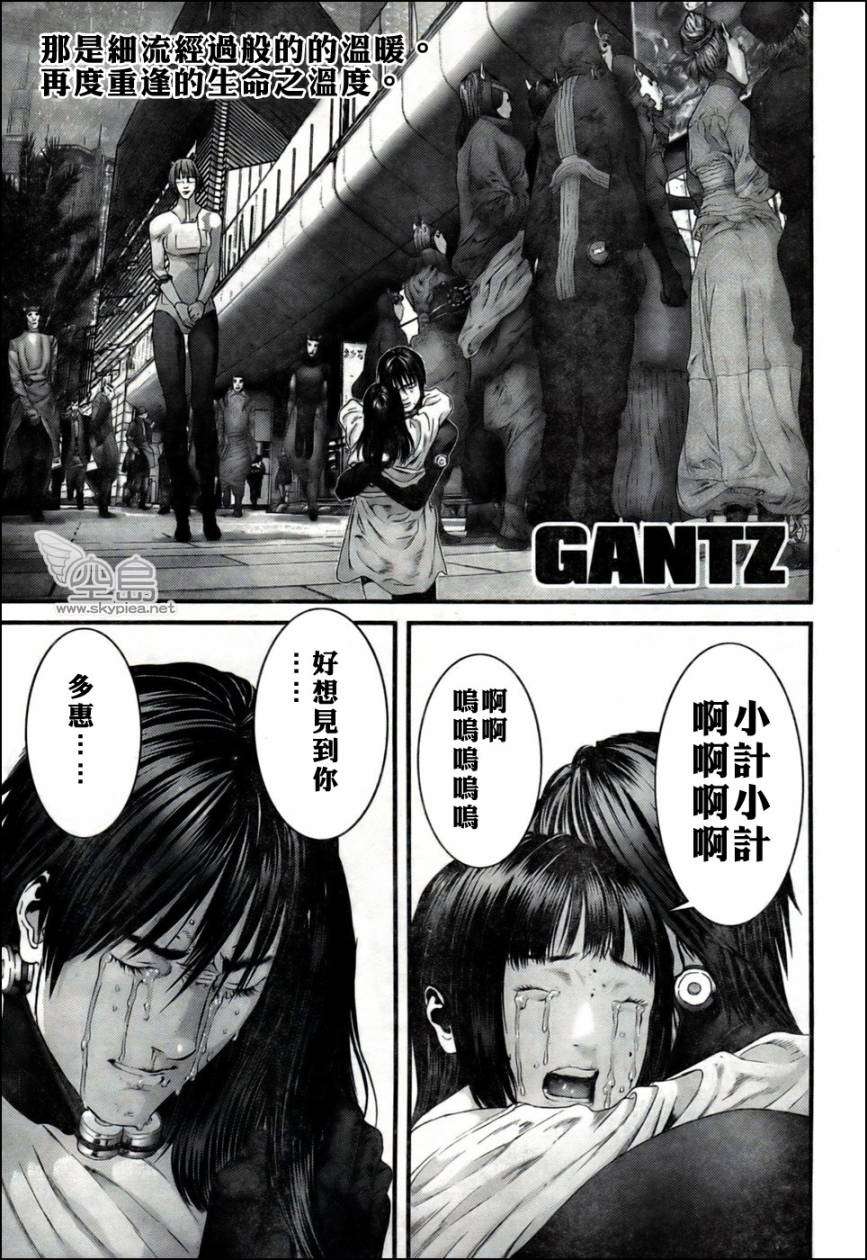 那是細流經過般的的溫暖。
再度重逢的生命之溫度。
GANTZ
空島
www.skypiea.net
小計小計
啊啊啊啊
啊啊
嗚嗚嗚嗚嗚
好想見到你
……
多惠……